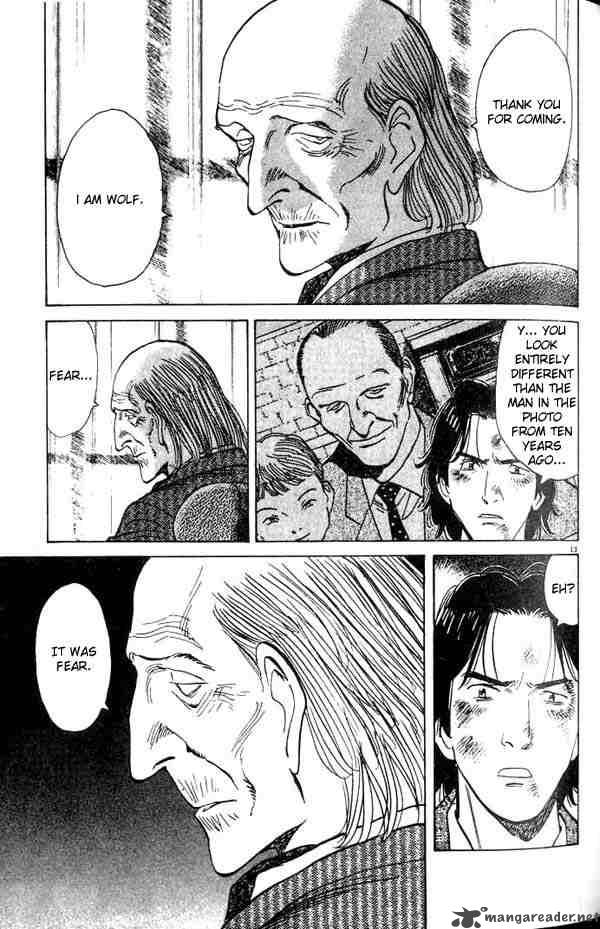 THANK YOU
FOR COMING.
I AM WOLF.
Y... YOU
LOOK
ENTIRELY
DIFFERENT
THAN THE
MAN IN THE
PHOTO
FROM TEN
YEARS
AGO...
FEAR...
13
EH?
IT WAS
FEAR.
mangareader.net